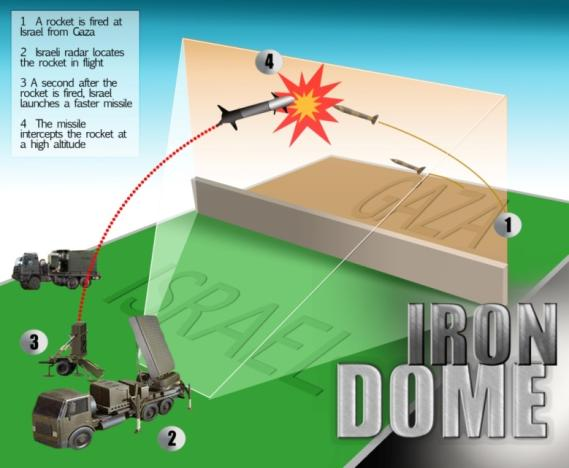 1 A rocket is fired at
Israel from Gaza
2 Israeli radar locates
the rocket in flight
3 A second after the
rocket is fired, Israel
launches a faster missile
4 The missile
intercepts the rocket at
a high altitude
4
GAZA
1
ISRAEL
3
2
IRON
DOME